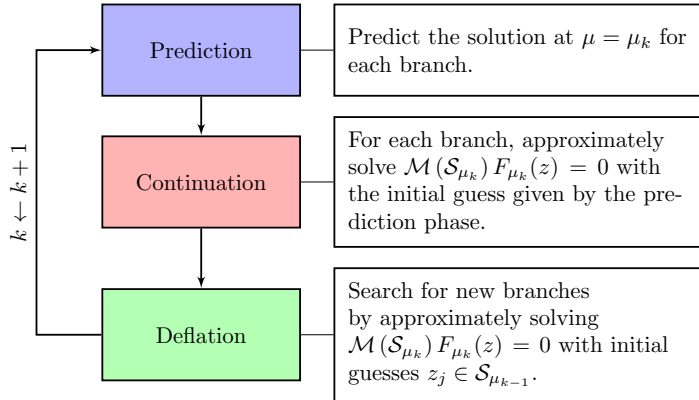 Prediction
Predict the solution at μ = μ_k for
each branch.
k ← k + 1
Continuation
For each branch, approximately
solve 𝓜(𝓢_{μ_k}) F_{μ_k}(z) = 0 with
the initial guess given by the pre-
diction phase.
Deflation
Search for new branches
by approximately solving
𝓜(𝓢_{μ_k}) F_{μ_k}(z) = 0 with initial
guesses z_j ∈ 𝓢_{μ_{k−1}}.